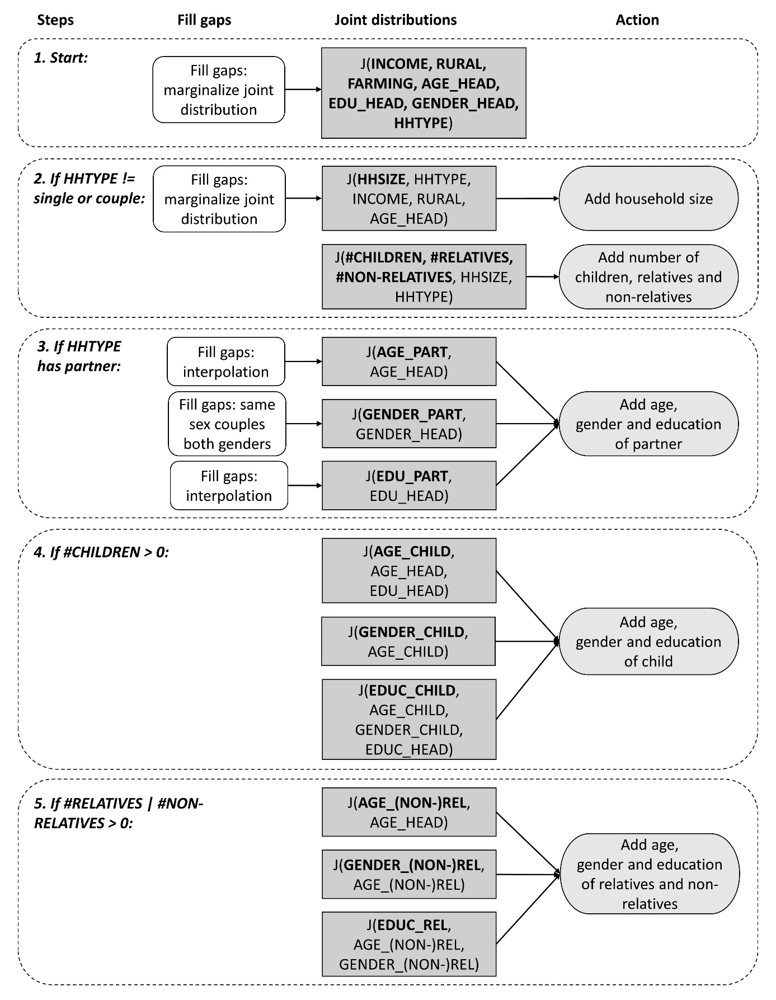 Steps
Fill gaps
Joint distributions
Action
1. Start:
Fill gaps:
marginalize joint
distribution
J(INCOME, RURAL,
FARMING, AGE_HEAD,
EDU_HEAD, GENDER_HEAD,
HHTYPE)
2. If HHTYPE !=
single or couple:
Fill gaps:
marginalize joint
distribution
J(HHSIZE, HHTYPE,
INCOME, RURAL,
AGE_HEAD)
Add household size
J(#CHILDREN, #RELATIVES,
#NON-RELATIVES, HHSIZE,
HHTYPE)
Add number of
children, relatives and
non-relatives
3. If HHTYPE
has partner:
Fill gaps:
interpolation
J(AGE_PART,
AGE_HEAD)
Fill gaps: same
sex couples
both genders
J(GENDER_PART,
GENDER_HEAD)
Fill gaps:
interpolation
J(EDU_PART,
EDU_HEAD)
Add age,
gender and education
of partner
4. If #CHILDREN > 0:
J(AGE_CHILD,
AGE_HEAD,
EDU_HEAD)
J(GENDER_CHILD,
AGE_CHILD)
J(EDUC_CHILD,
AGE_CHILD,
GENDER_CHILD,
EDUC_HEAD)
Add age,
gender and education
of child
5. If #RELATIVES | #NON-
RELATIVES > 0:
J(AGE_(NON-)REL,
AGE_HEAD)
J(GENDER_(NON-)REL,
AGE_(NON-)REL)
J(EDUC_REL,
AGE_(NON-)REL,
GENDER_(NON-)REL)
Add age,
gender and education
of relatives and non-
relatives